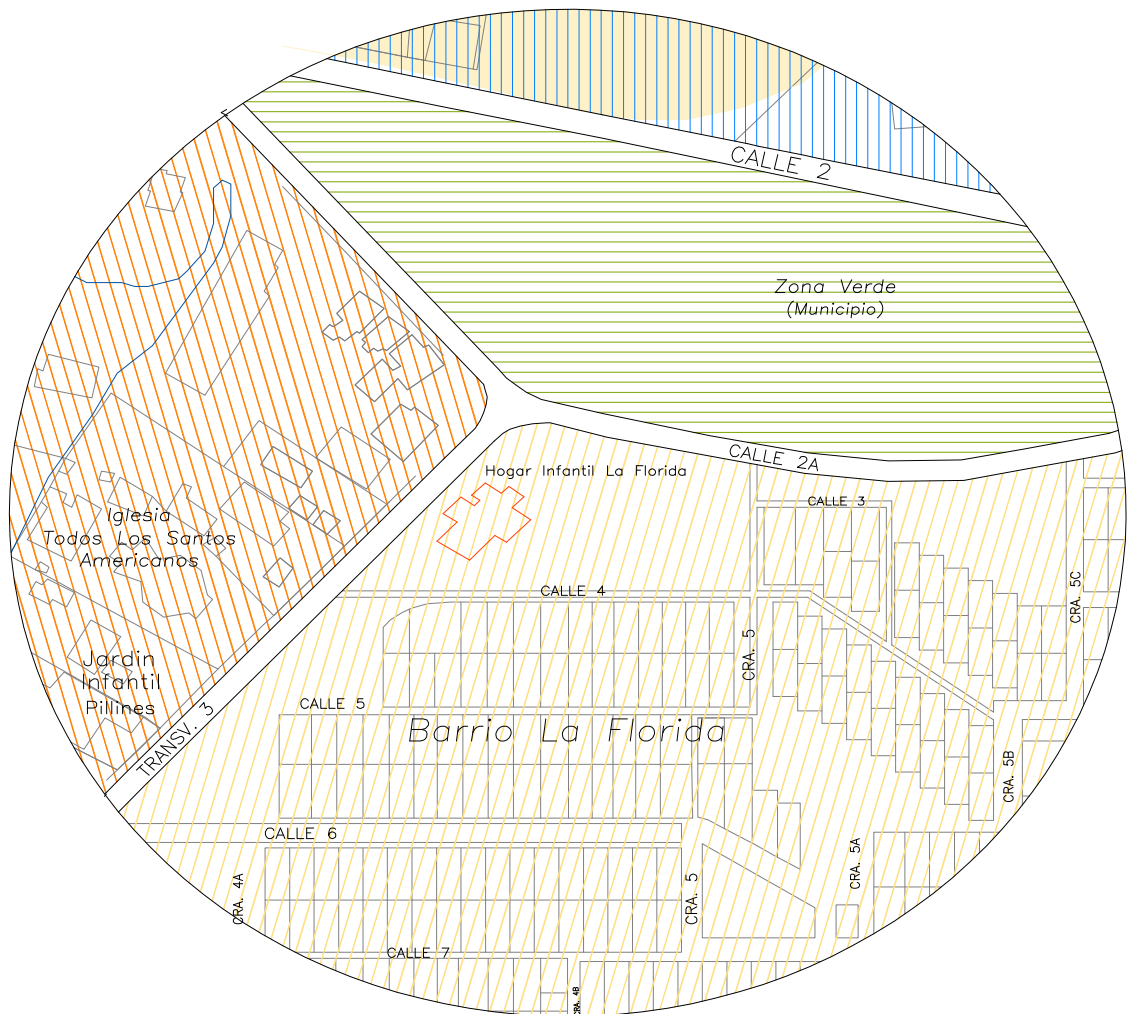 CALLE 2
Zona Verde
(Municipio)
CALLE 2A
Hogar Infantil La Florida
CALLE 3
Iglesia
Todos Los Santos
Americanos
CALLE 4
CRA. 5C
CRA. 5
Jardin
Infantil
Pillines
CALLE 5
TRANSV. 3
Barrio La Florida
CRA. 5B
CALLE 6
CRA. 5A
CRA. 4A
CRA. 5
CALLE 7
CRA. 4B